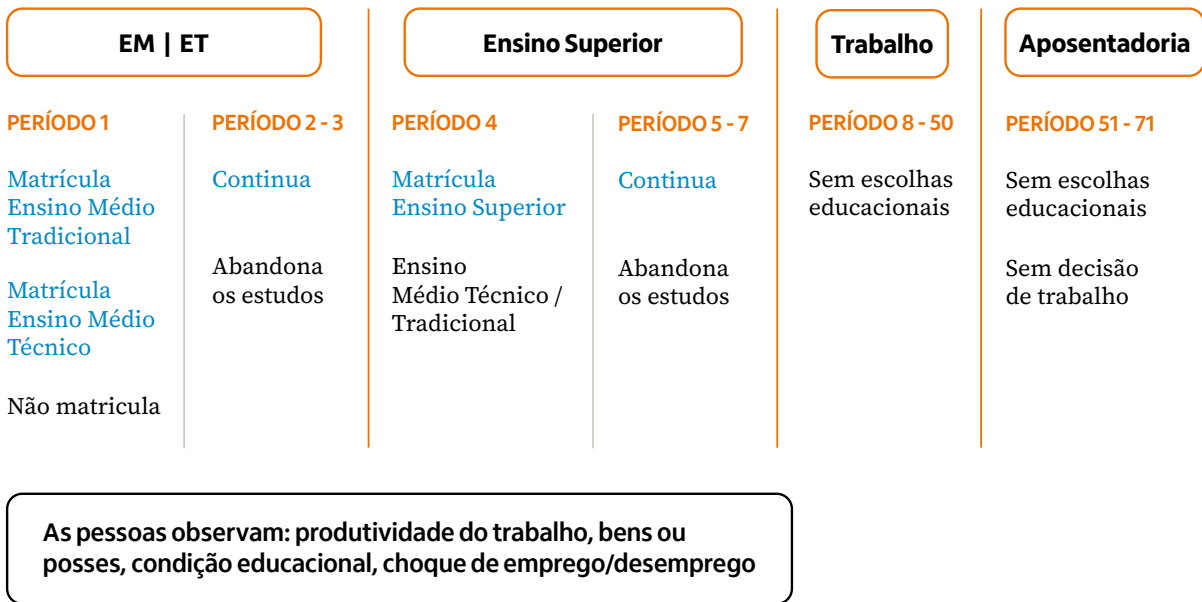 EM | ET
Ensino Superior
Trabalho
Aposentadoria
PERÍODO 1
Matrícula
Ensino Médio
Tradicional
Matrícula
Ensino Médio
Técnico
Não matricula
PERÍODO 2 - 3
Continua
Abandona
os estudos
PERÍODO 4
Matrícula
Ensino Superior
Ensino
Médio Técnico /
Tradicional
PERÍODO 5 - 7
Continua
Abandona
os estudos
PERÍODO 8 - 50
Sem escolhas
educacionais
PERÍODO 51 - 71
Sem escolhas
educacionais
Sem decisão
de trabalho
As pessoas observam: produtividade do trabalho, bens ou
posses, condição educacional, choque de emprego/desemprego